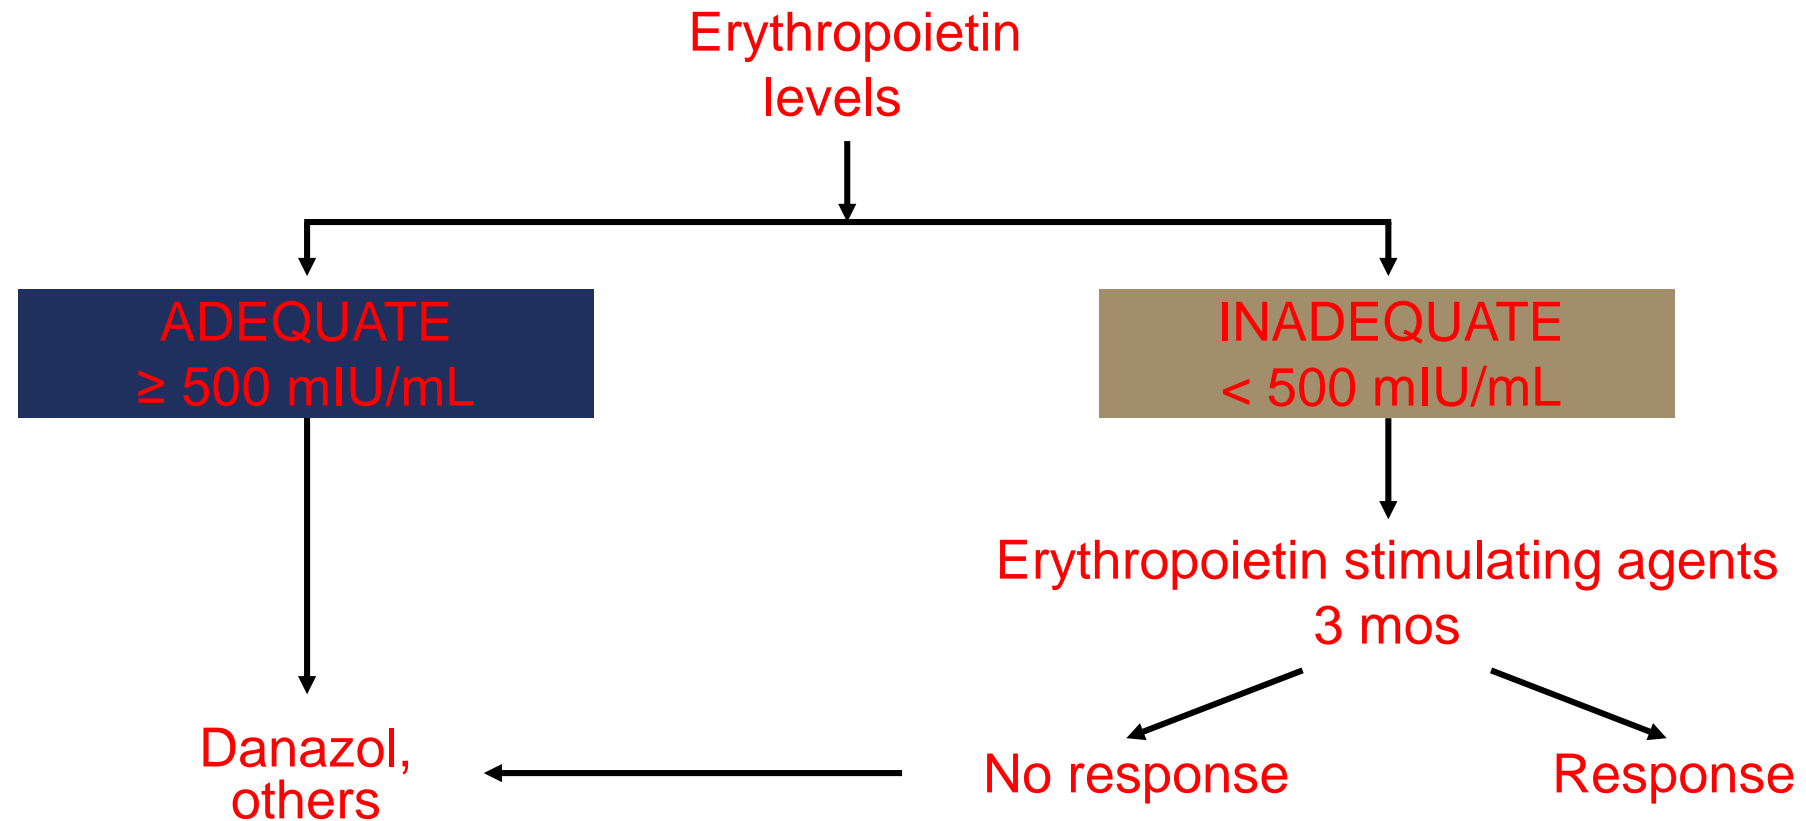 Erythropoietin
levels
ADEQUATE
≥ 500 mIU/mL
INADEQUATE
< 500 mIU/mL
Erythropoietin stimulating agents
3 mos
Danazol,
others
No response
Response